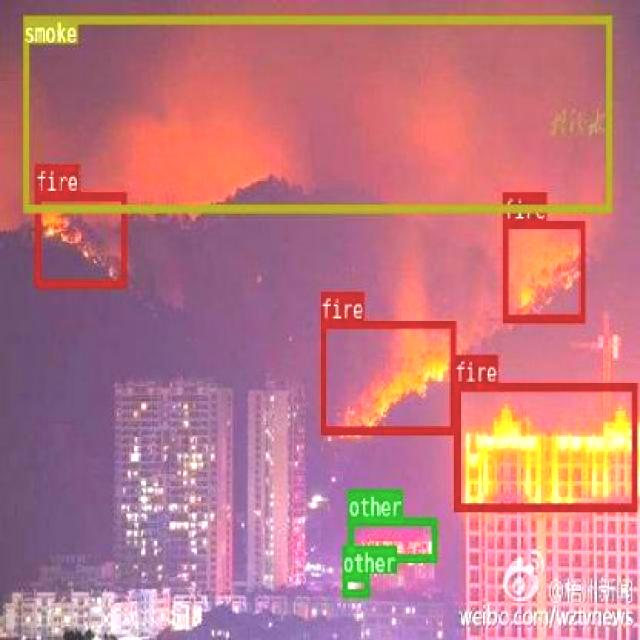 smoke
fire
fire
fire
fire
other
other
@梧州新闻
weibo.com/wztvnews